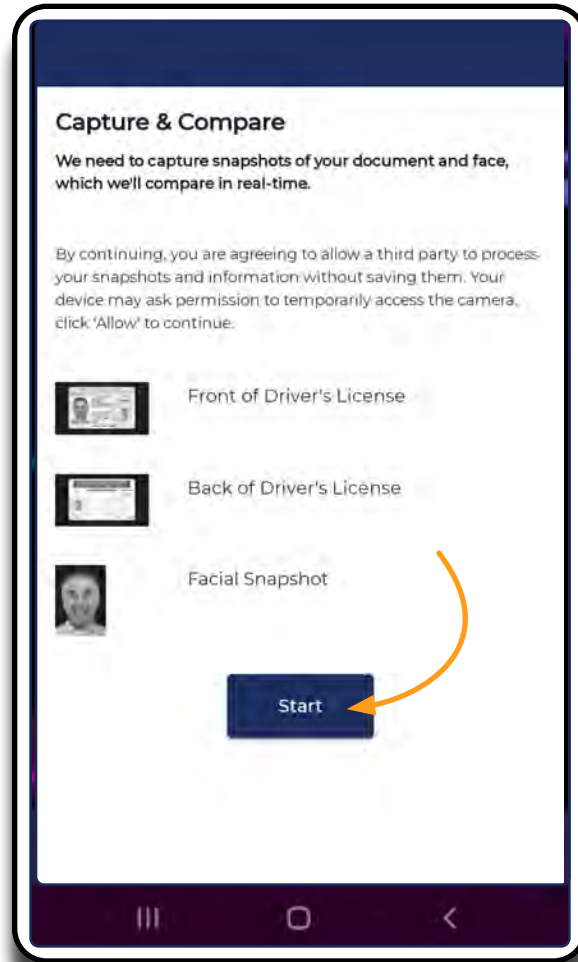 Capture & Compare
We need to capture snapshots of your document and face,
which we'll compare in real-time.
By continuing, you are agreeing to allow a third party to process
your snapshots and information without saving them. Your
device may ask permission to temporarily access the camera,
click 'Allow' to continue.
Front of Driver's License
Back of Driver's License
Facial Snapshot
Start